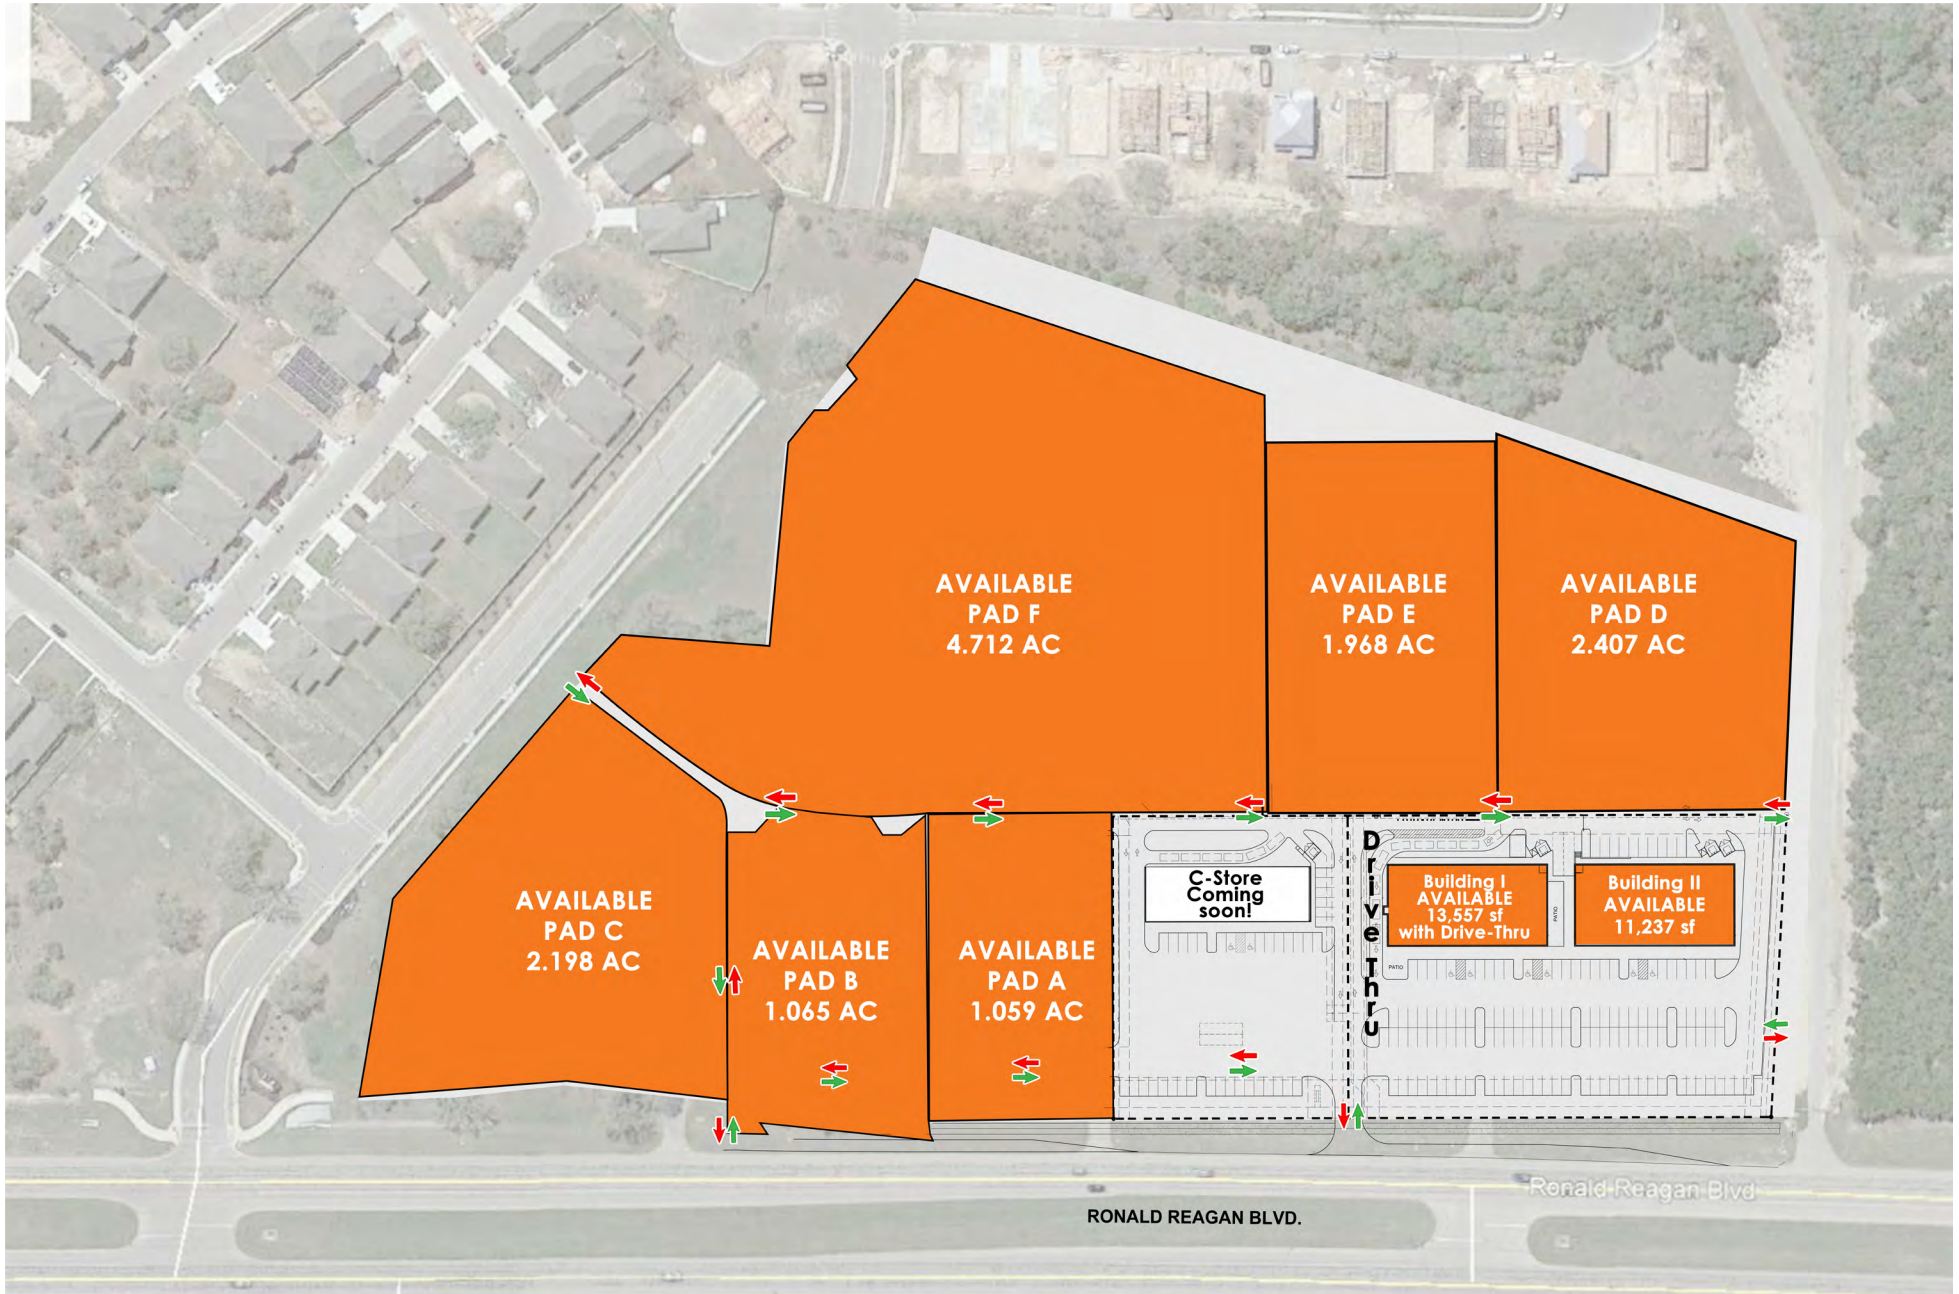 AVAILABLE
PAD F
4.712 AC
AVAILABLE
PAD E
1.968 AC
AVAILABLE
PAD D
2.407 AC
AVAILABLE
PAD C
2.198 AC
AVAILABLE
PAD B
1.065 AC
AVAILABLE
PAD A
1.059 AC
C-Store
Coming
soon!
Drive Thru
Building I
AVAILABLE
13,557 sf
with Drive-Thru
PATIO
Building II
AVAILABLE
11,237 sf
PATIO
Ronald Reagan Blvd
RONALD REAGAN BLVD.